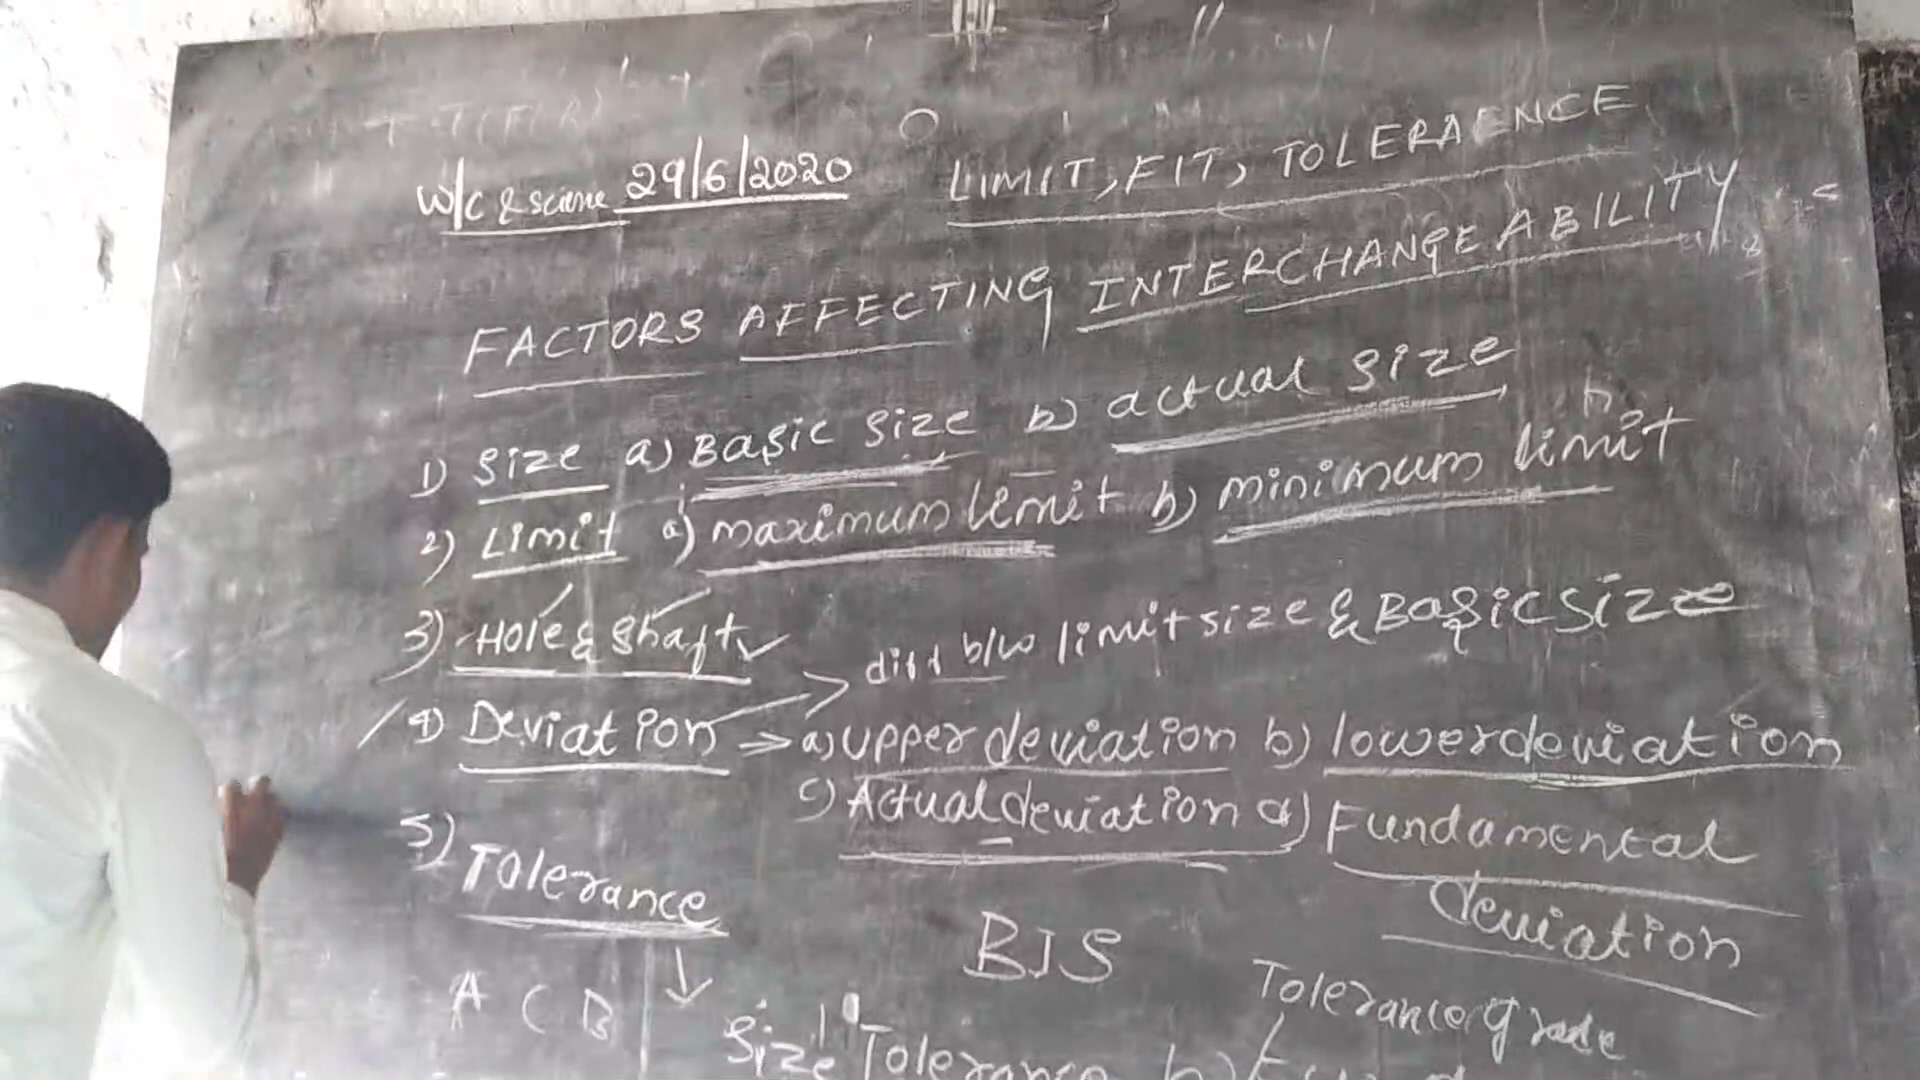 W/C & science 29/6/2020 LIMIT, FIT, TOLERAENCE
FACTORS AFFECTING INTERCHANGEABILITY
1) Size a) Basic Size b) actual Size
2) Limit a) maximum limit b) minimum limit
3) Hole & Shaft
diff b/w limit size & Basic Size
4) Deviation a) upper deviation b) lower deviation
c) Actual deviation d) Fundamental
deviation
5) Tolerance
BIS
A C B
Tolerance grade
Size Tolerance b)